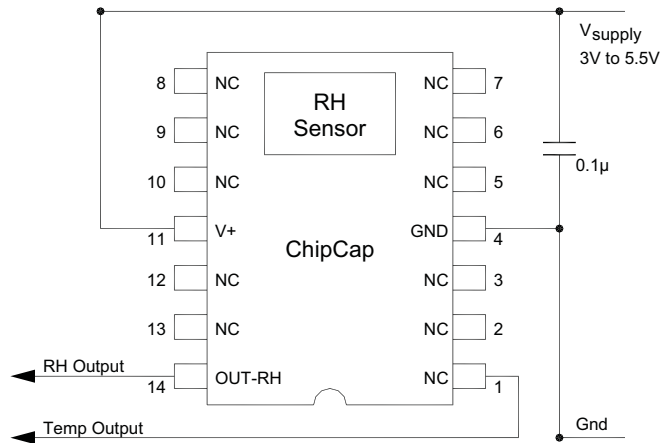 Vsupply
3V to 5.5V
8 NC RH Sensor NC 7
9 NC NC 6
10 NC NC 5
0.1µ
11 V+ GND 4
ChipCap
12 NC NC 3
13 NC NC 2
RH Output
14 OUT-RH NC 1
Temp Output
Gnd